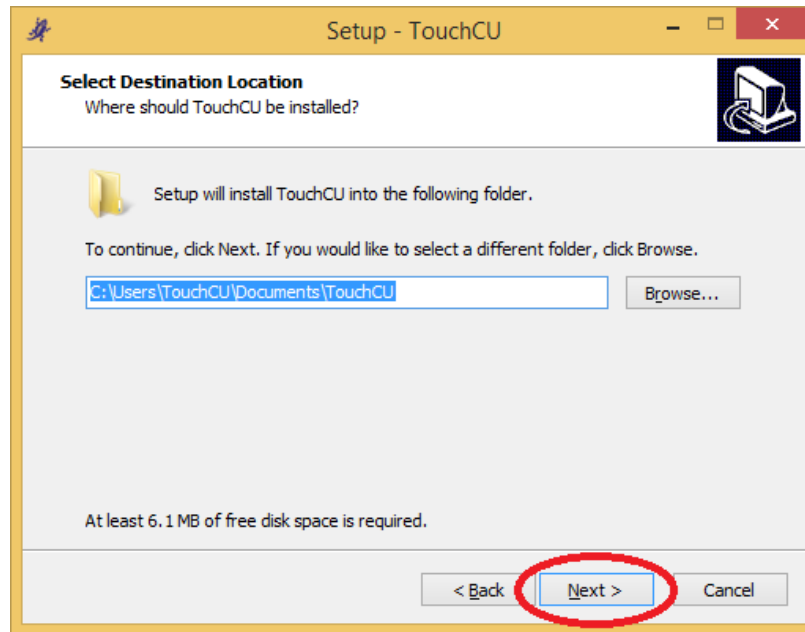 Setup - TouchCU
Select Destination Location
Where should TouchCU be installed?
Setup will install TouchCU into the following folder.
To continue, click Next. If you would like to select a different folder, click Browse.
C:\Users\TouchCU\Documents\TouchCU
Browse...
At least 6.1 MB of free disk space is required.
< Back
Next >
Cancel